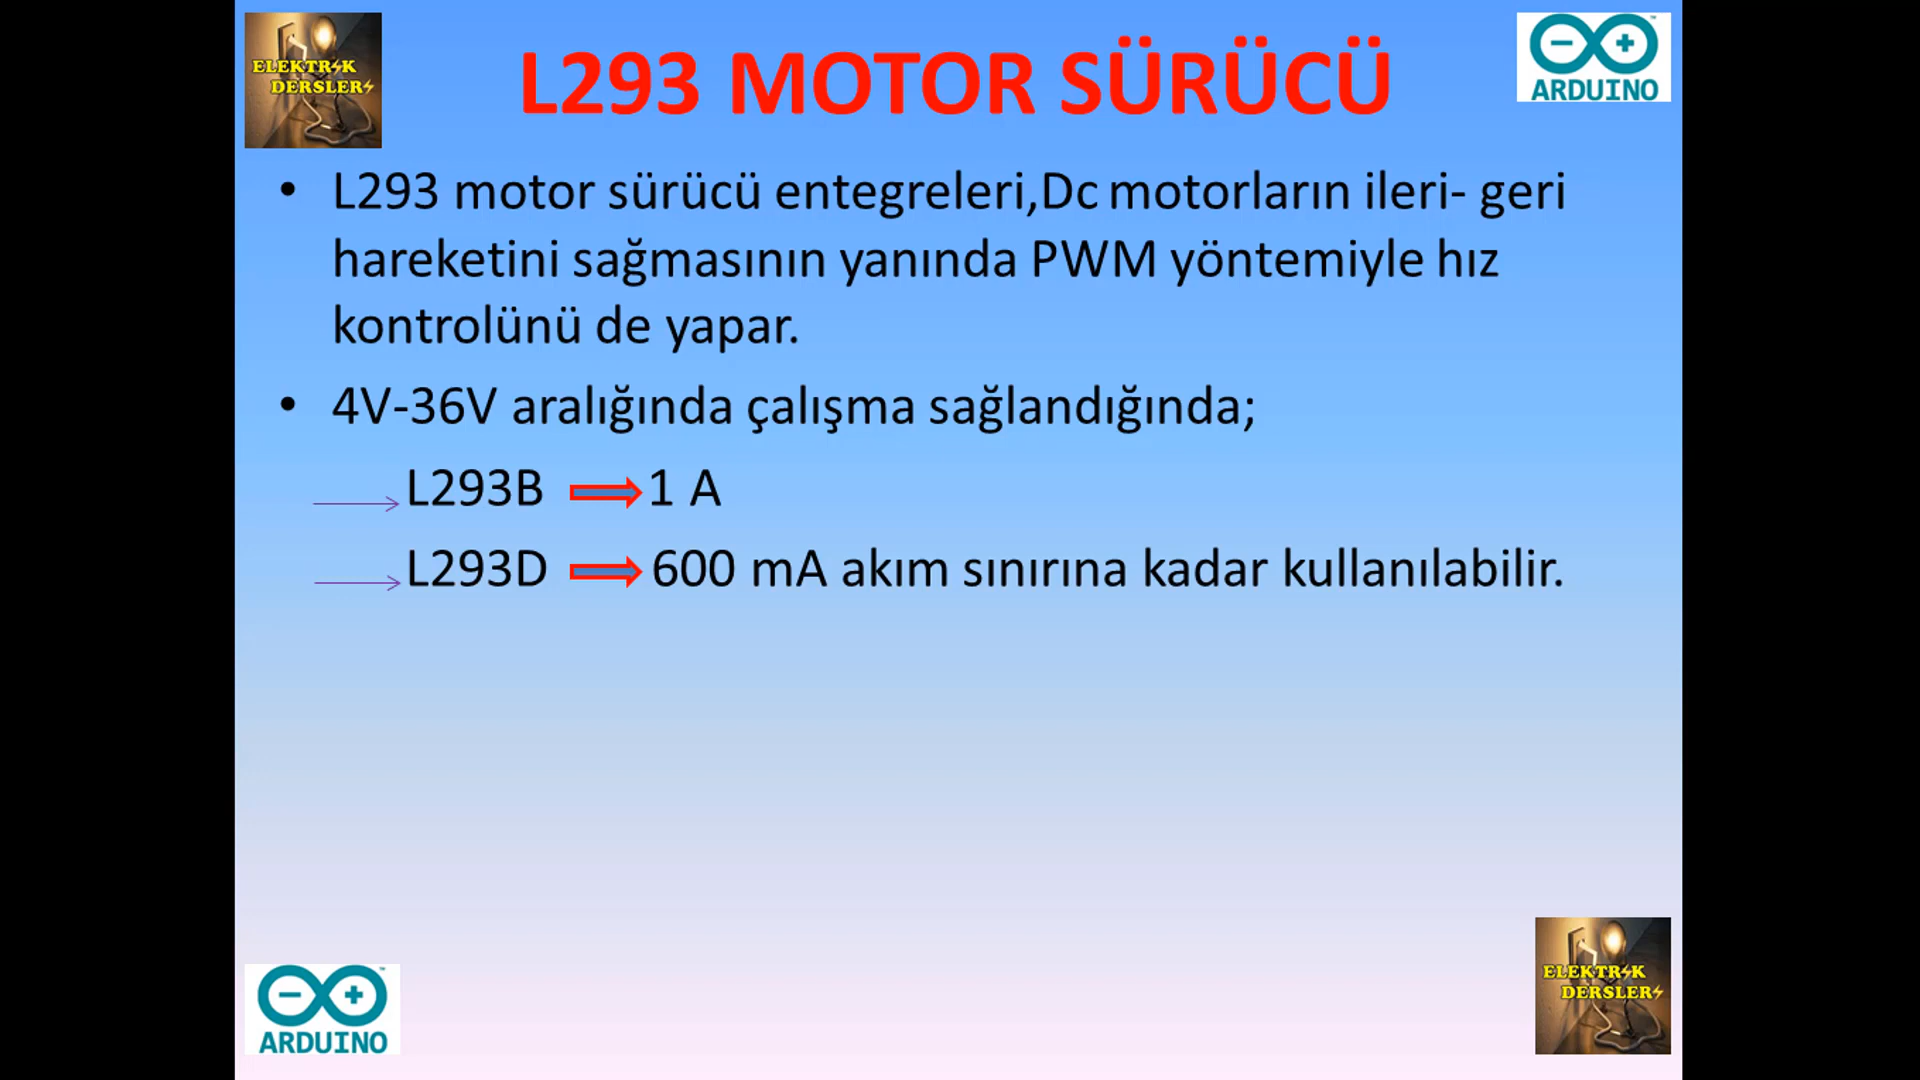 ELEKTRİK
DERSLERİ
L293 MOTOR SÜRÜCÜ
ARDUINO
• L293 motor sürücü entegreleri,Dc motorların ileri- geri
hareketini sağmasının yanında PWM yöntemiyle hız
kontrolünü de yapar.
• 4V-36V aralığında çalışma sağlandığında;
L293B 1 A
L293D 600 mA akım sınırına kadar kullanılabilir.
ARDUINO
ELEKTRİK
DERSLERİ